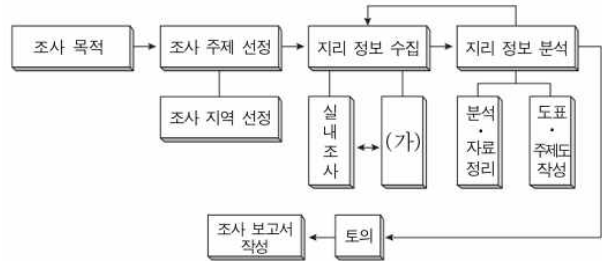 조사 목적
조사 주제 선정
지리 정보 수집
지리 정보 분석
조사 지역 선정
실내조사
(가)
분석·자료정리
도표·주제도작성
조사 보고서
작성
토의